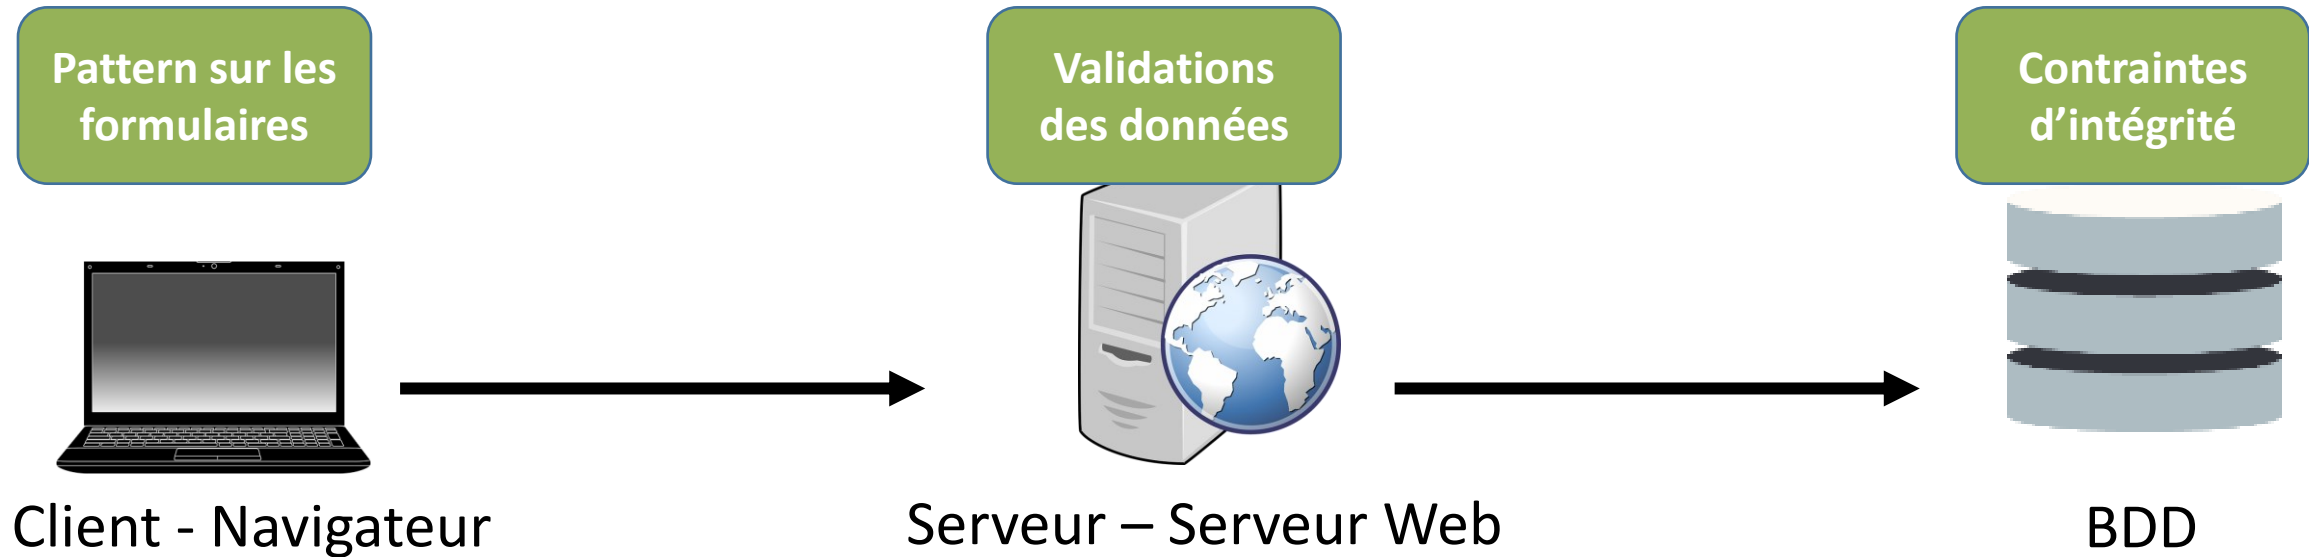 Pattern sur les
formulaires
Validations
des données
Contraintes
d’intégrité
Client - Navigateur
Serveur – Serveur Web
BDD